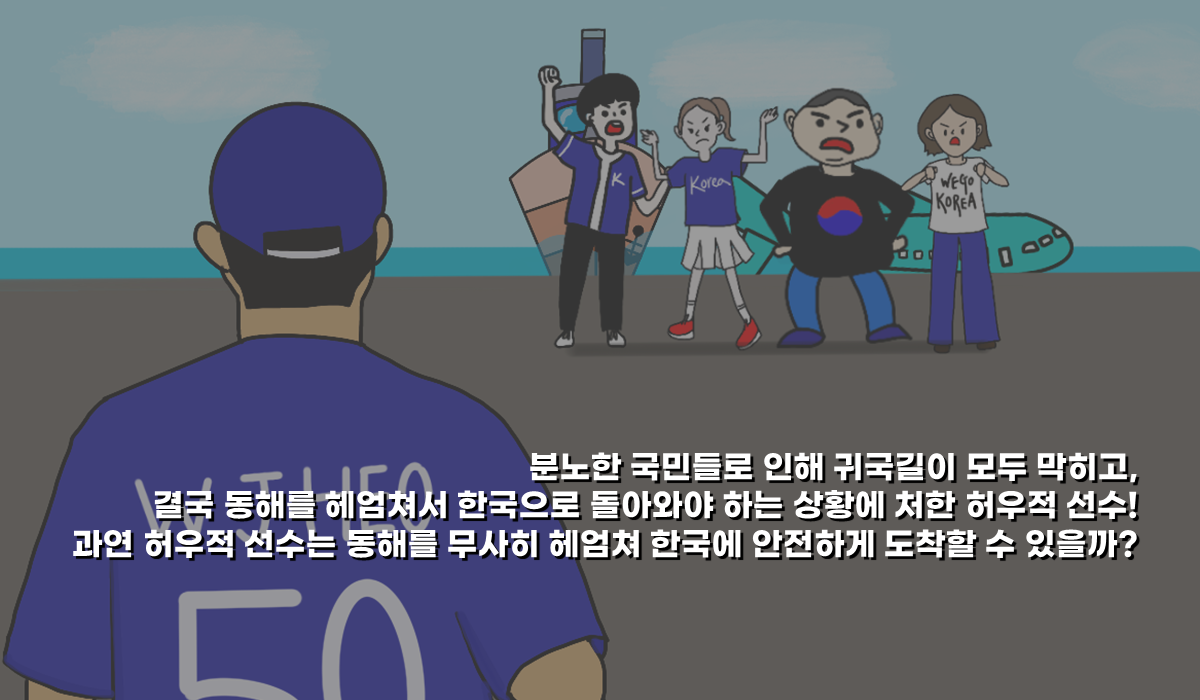 K
Korea
WEGO
KOREA
분노한 국민들로 인해 귀국길이 모두 막히고,
결국 동해를 헤엄쳐서 한국으로 돌아와야 하는 상황에 처한 허우적 선수!
과연 허우적 선수는 동해를 무사히 헤엄쳐 한국에 안전하게 도착할 수 있을까?
W J HEO
50